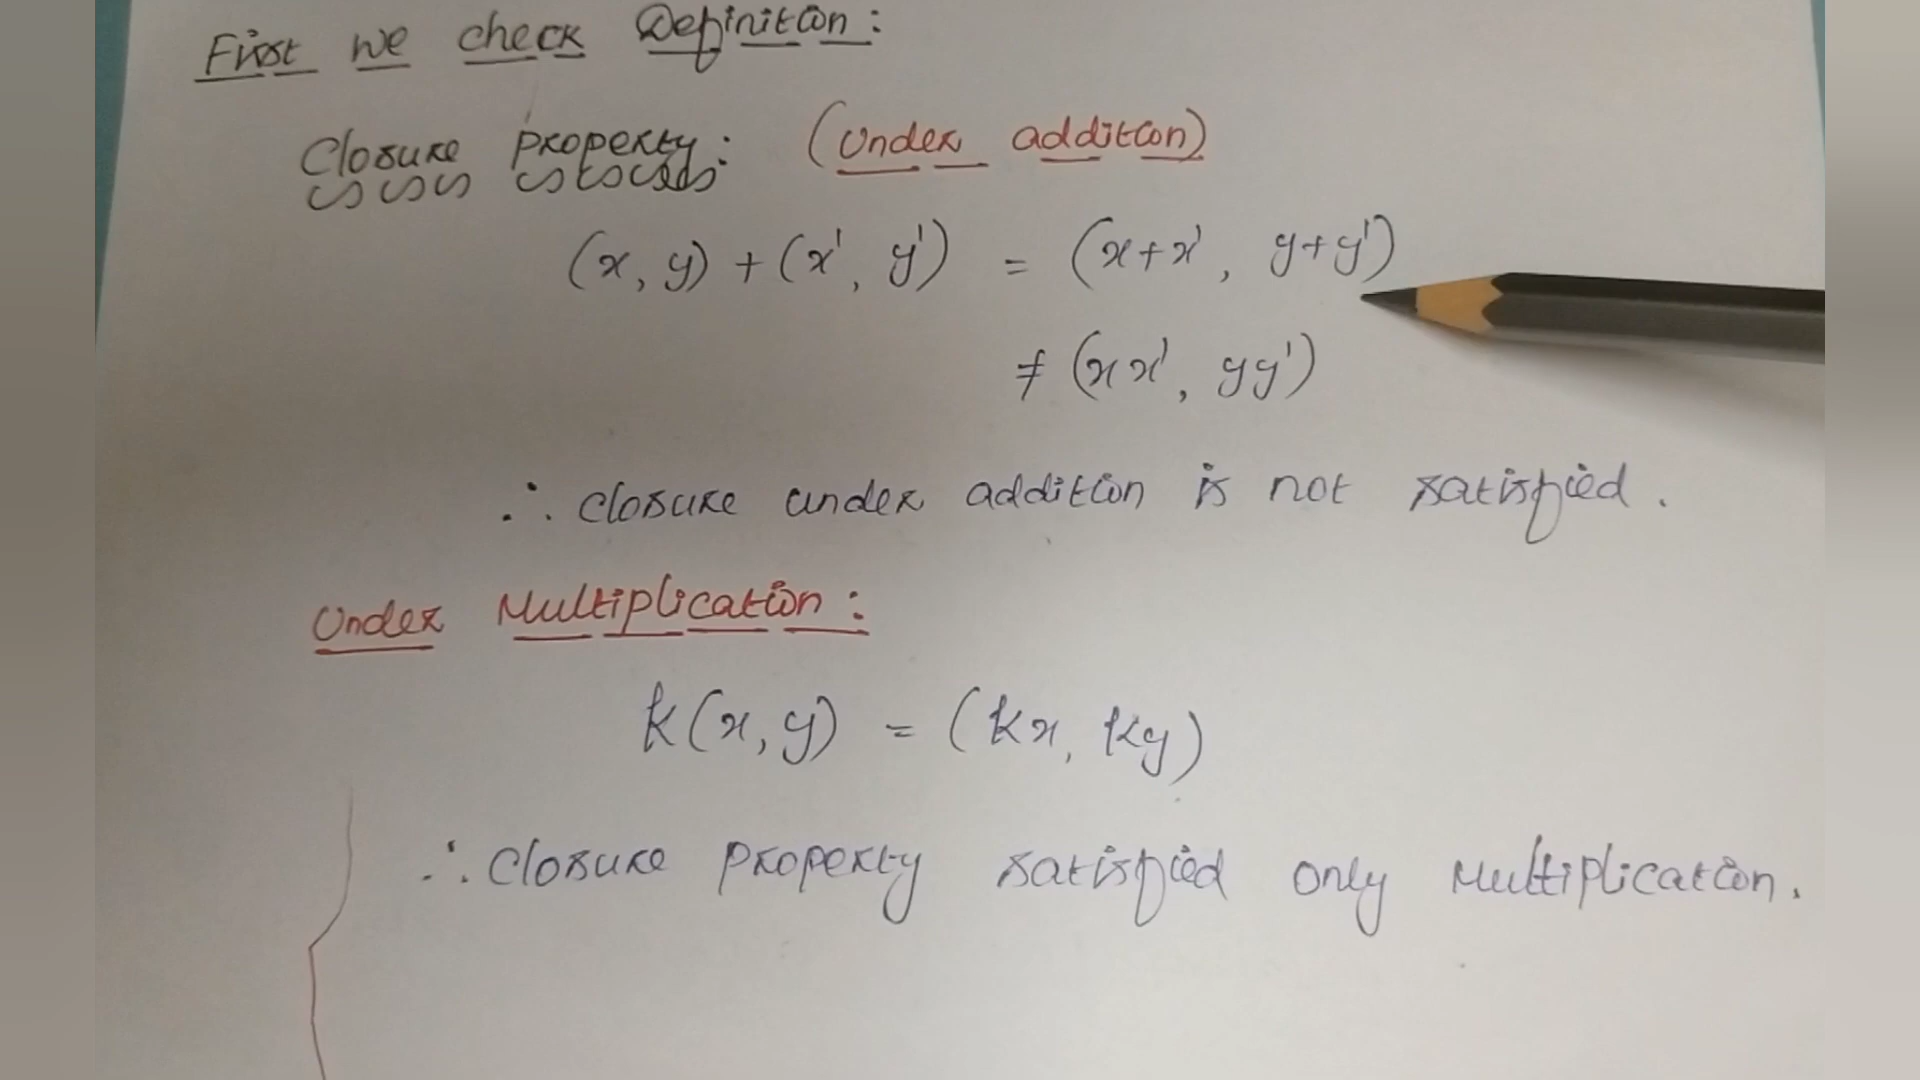 First we check Definition:
Closure property: (Under addition)
(x, y) + (x', y') = (x+x', y+y')
≠ (xx', yy')
∴ closure under addition is not satisfied.
Under Multiplication:
k(x, y) = (kx, ky)
∴ Closure property satisfied only Multiplication.